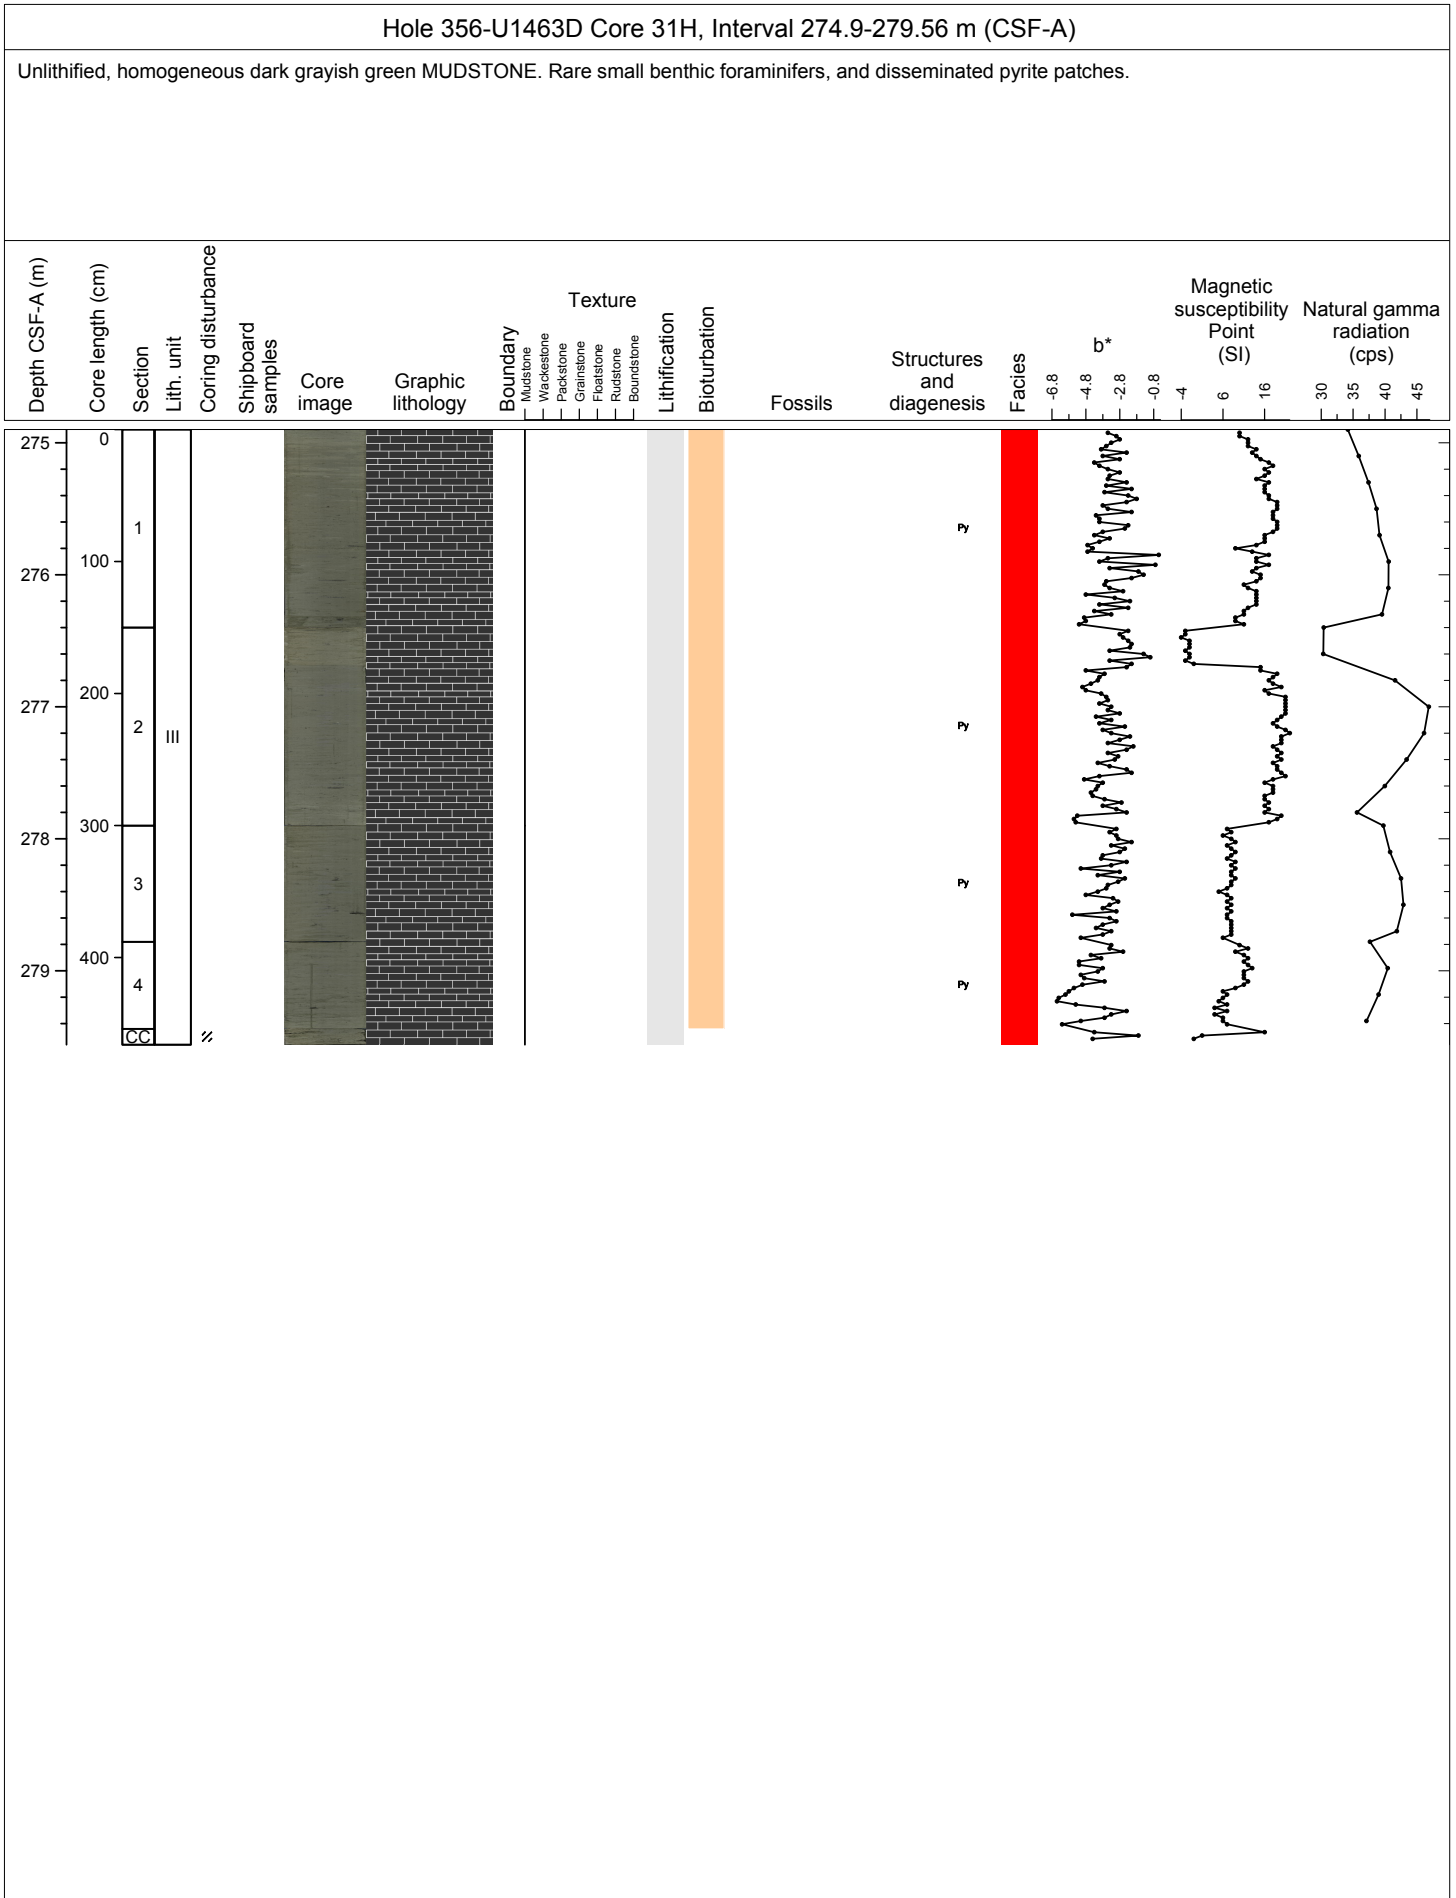 Hole 356-U1463D Core 31H, Interval 274.9-279.56 m (CSF-A)
Unlithified, homogeneous dark grayish green MUDSTONE. Rare small benthic foraminifers, and disseminated pyrite patches.
Depth CSF-A (m)
Core length (cm)
Section
Lith. unit
Coring disturbance
Shipboard
samples
Core
image
Graphic
lithology
Boundary
Texture
Mudstone
Wackestone
Packstone
Grainstone
Floatstone
Rudstone
Boundstone
Lithification
Bioturbation
Fossils
Structures
and
diagenesis
Facies
b*
-6.8
-4.8
-2.8
-0.8
Magnetic
susceptibility
Point
(SI)
-4
6
16
Natural gamma
radiation
(cps)
30
35
40
45
275
276
277
278
279
0
100
200
300
400
1
2
3
4
CC
III
Py
Py
Py
Py